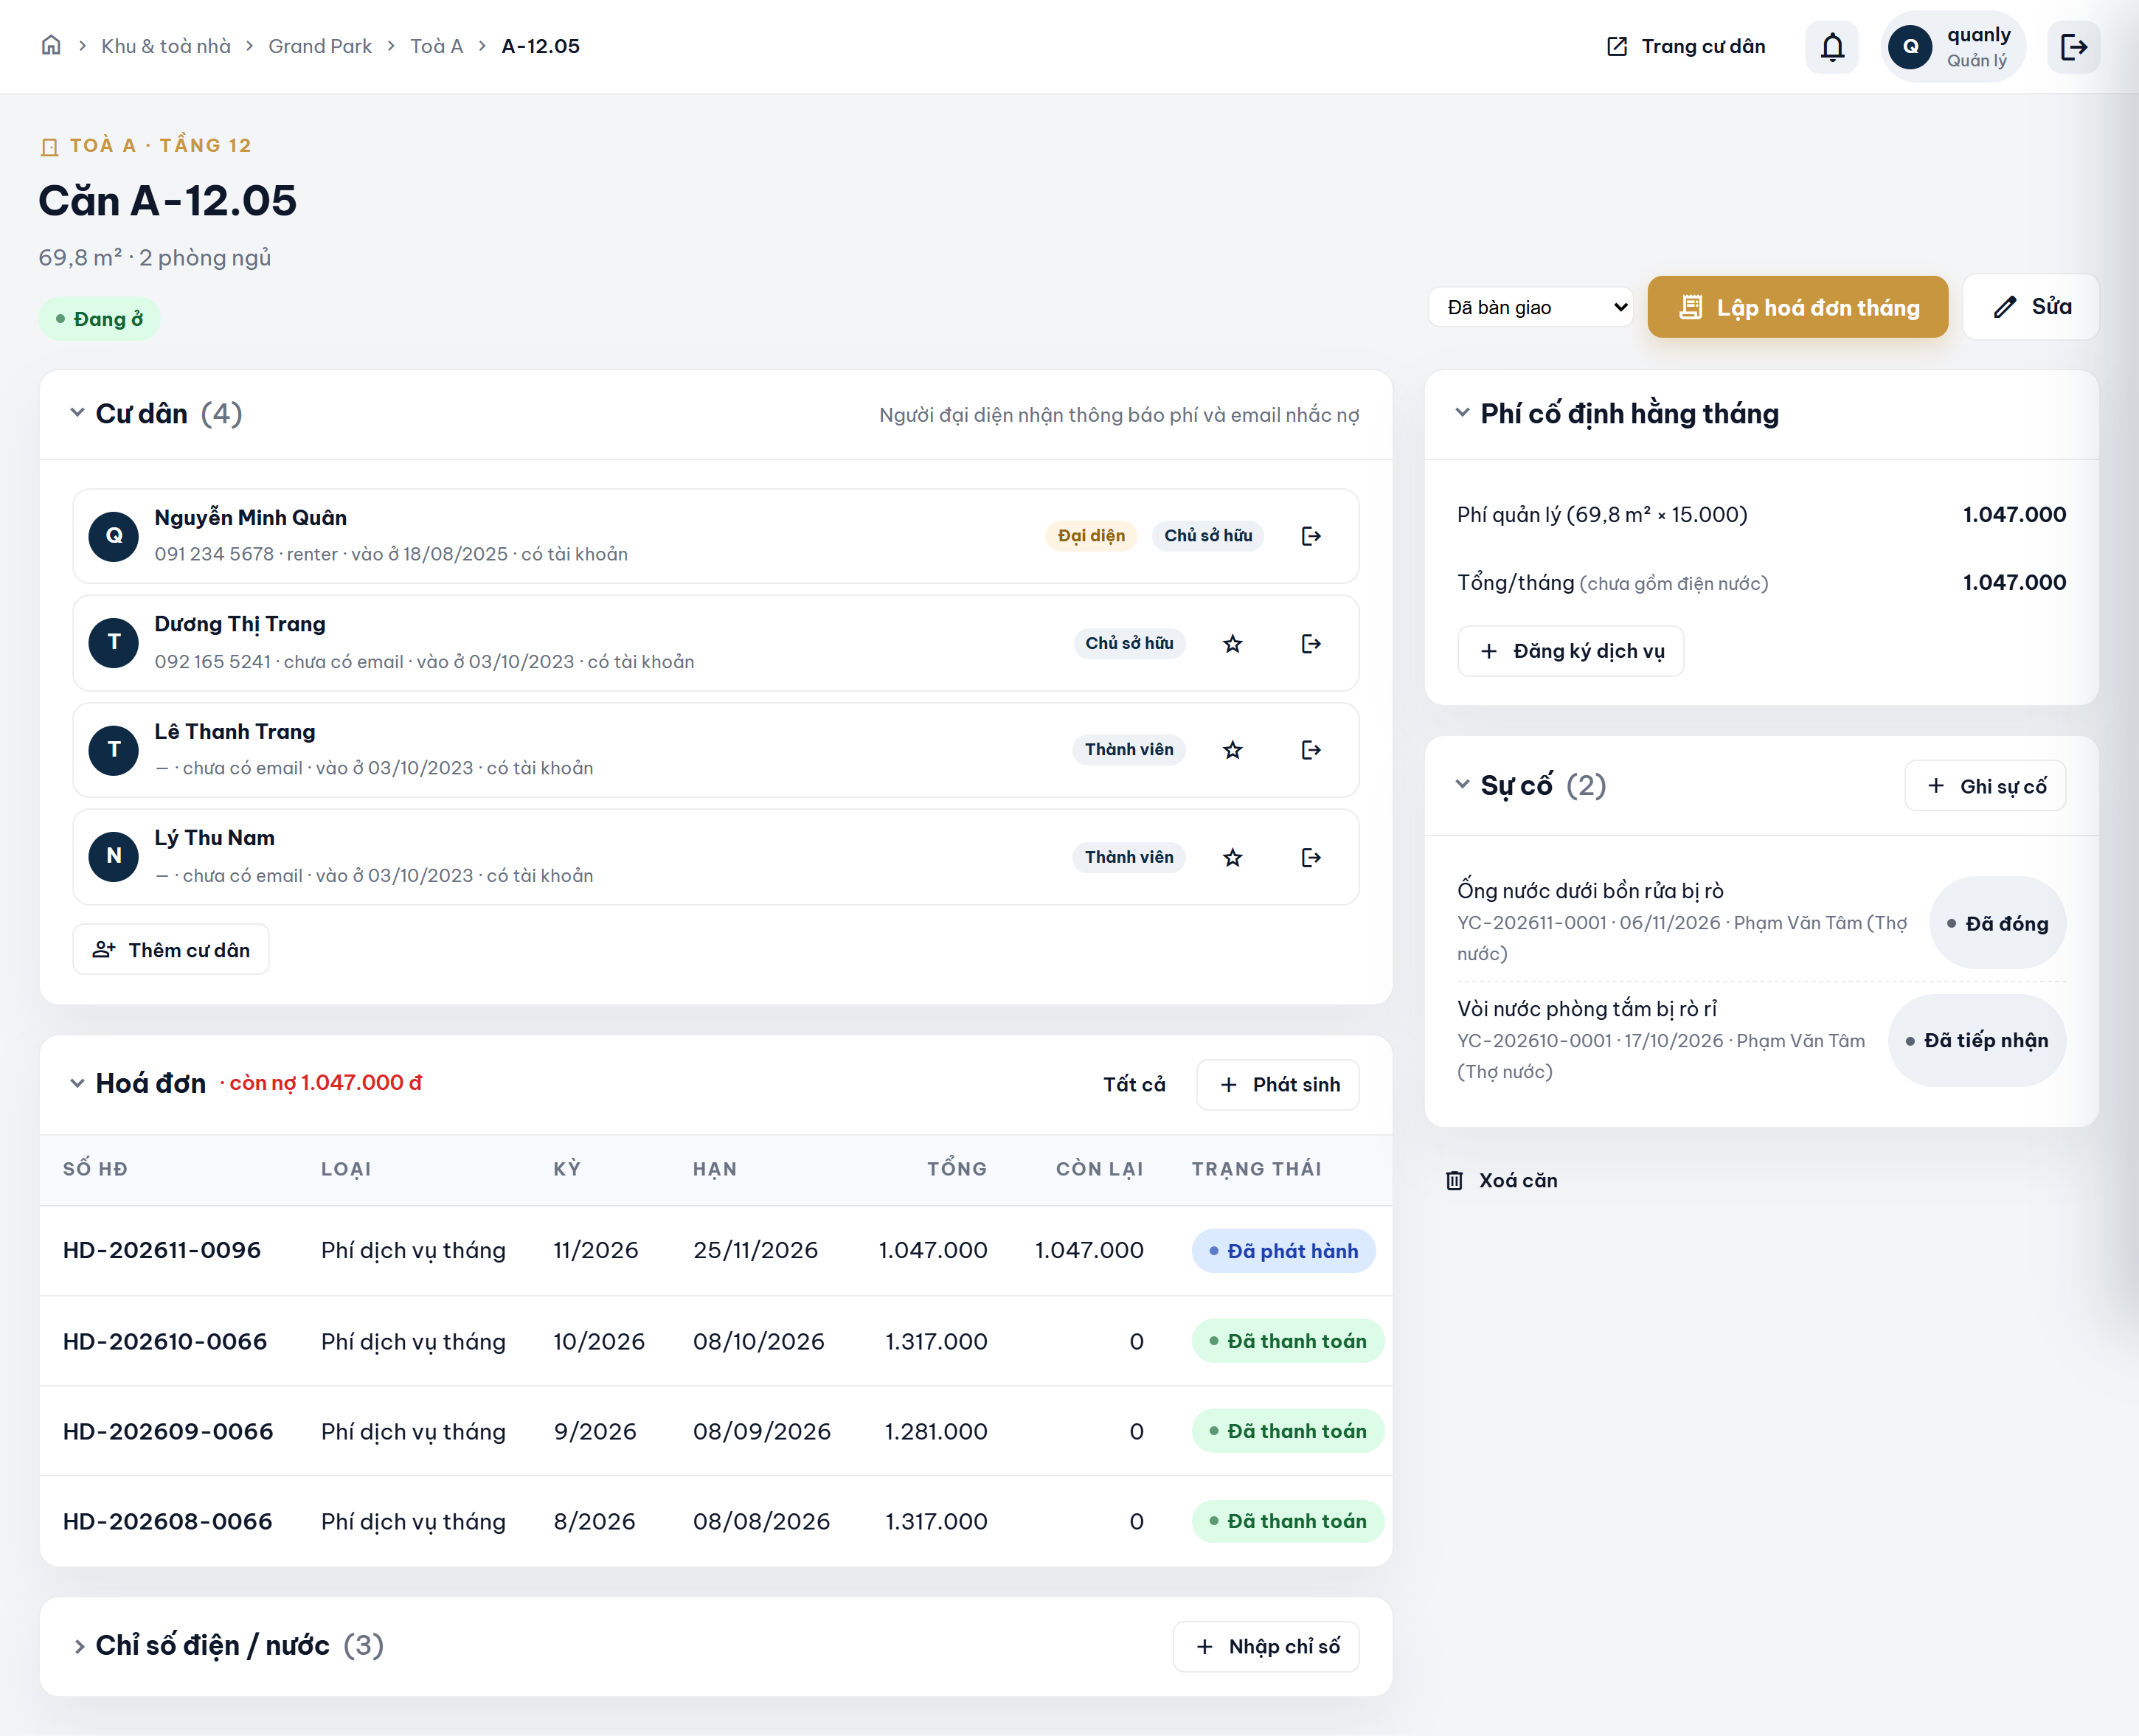 Khu & toà nhà > Grand Park > Toà A > A-12.05
Trang cư dân
Q
quanly
Quản lý
TOÀ A · TẦNG 12
Căn A-12.05
69,8 m² · 2 phòng ngủ
Đang ở
Đã bàn giao
Lập hoá đơn tháng
Sửa
Cư dân (4)
Người đại diện nhận thông báo phí và email nhắc nợ
Q
Nguyễn Minh Quân
091 234 5678 · renter · vào ở 18/08/2025 · có tài khoản
Đại diện
Chủ sở hữu
T
Dương Thị Trang
092 165 5241 · chưa có email · vào ở 03/10/2023 · có tài khoản
Chủ sở hữu
T
Lê Thanh Trang
— · chưa có email · vào ở 03/10/2023 · có tài khoản
Thành viên
N
Lý Thu Nam
— · chưa có email · vào ở 03/10/2023 · có tài khoản
Thành viên
Thêm cư dân
Hoá đơn · còn nợ 1.047.000 đ
Tất cả
+ Phát sinh
SỐ HĐ LOẠI KỲ HẠN TỔNG CÒN LẠI TRẠNG THÁI
HD-202611-0096 Phí dịch vụ tháng 11/2026 25/11/2026 1.047.000 1.047.000 Đã phát hành
HD-202610-0066 Phí dịch vụ tháng 10/2026 08/10/2026 1.317.000 0 Đã thanh toán
HD-202609-0066 Phí dịch vụ tháng 9/2026 08/09/2026 1.281.000 0 Đã thanh toán
HD-202608-0066 Phí dịch vụ tháng 8/2026 08/08/2026 1.317.000 0 Đã thanh toán
Chỉ số điện / nước (3)
+ Nhập chỉ số
Phí cố định hằng tháng
Phí quản lý (69,8 m² × 15.000) 1.047.000
Tổng/tháng (chưa gồm điện nước) 1.047.000
+ Đăng ký dịch vụ
Sự cố (2)
+ Ghi sự cố
Ống nước dưới bồn rửa bị rò
YC-202611-0001 · 06/11/2026 · Phạm Văn Tâm (Thợ
nước)
Đã đóng
Vòi nước phòng tắm bị rò rỉ
YC-202610-0001 · 17/10/2026 · Phạm Văn Tâm
(Thợ nước)
Đã tiếp nhận
Xoá căn